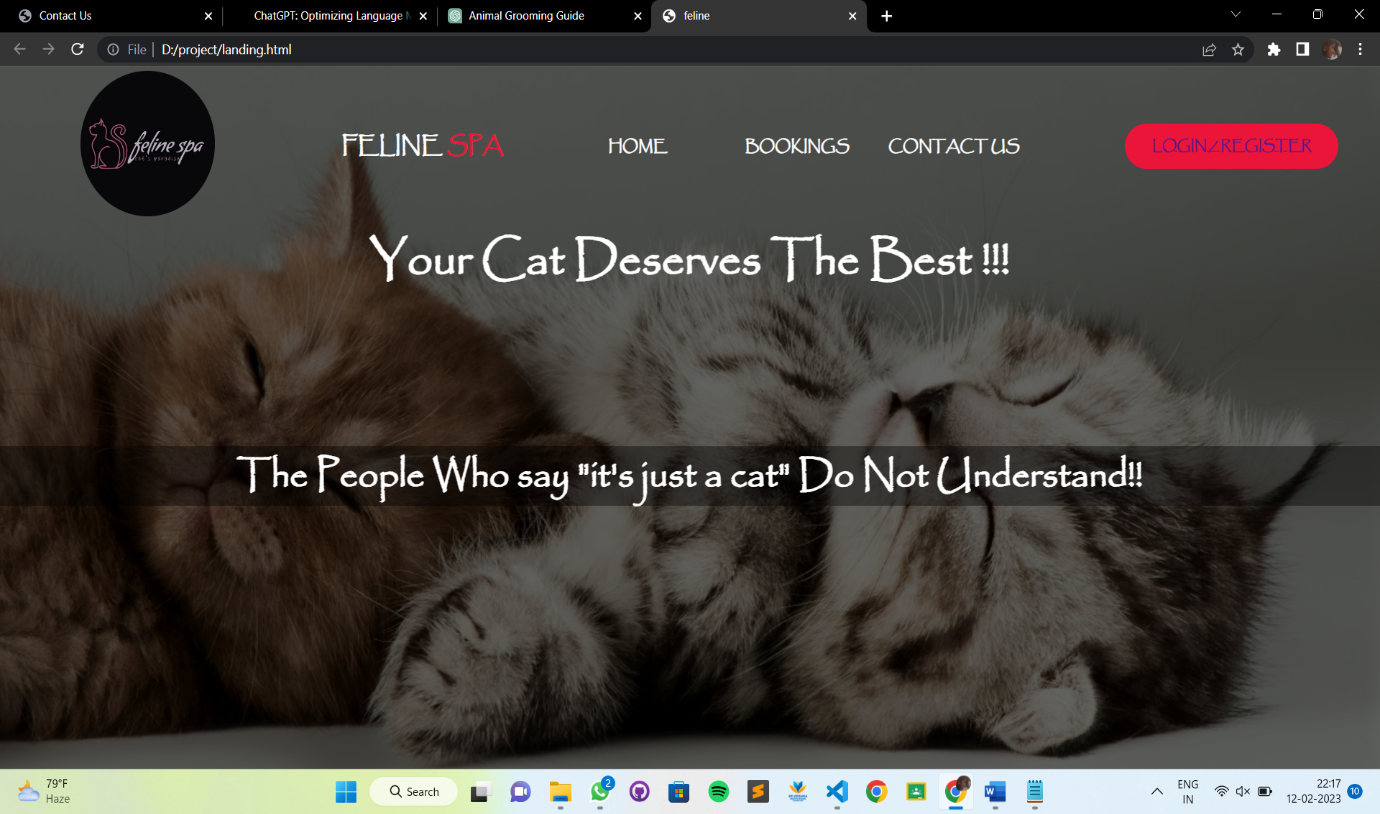 Contact Us
ChatGPT: Optimizing Language
Animal Grooming Guide
feline
File | D:/project/landing.html
feline spa
FELINE SPA
HOME
BOOKINGS
CONTACT US
LOGIN/REGISTER
Your Cat Deserves The Best !!!
The People Who say "it's just a cat" Do Not Understand!!
79°F
Haze
Search
2
ENG
IN
22:17
12-02-2023
10